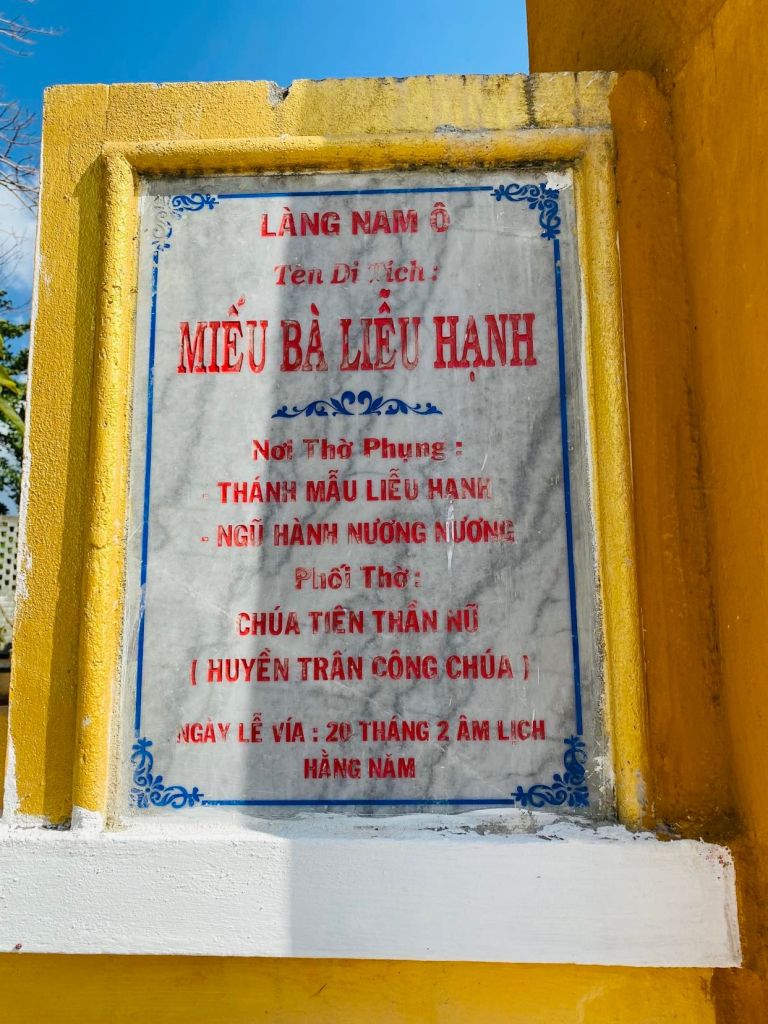 LÀNG NAM Ô
Tên Di Tích :
MIẾU BÀ LIỄU HẠNH
Nơi Thờ Phụng :
- THÁNH MẪU LIỄU HẠNH
- NGŨ HÀNH NƯƠNG NƯƠNG
Phối Thờ :
CHÚA TIÊN THẦN NỮ
( HUYỀN TRÂN CÔNG CHÚA )
NGÀY LỄ VÍA : 20 THÁNG 2 ÂM LỊCH
HẰNG NĂM